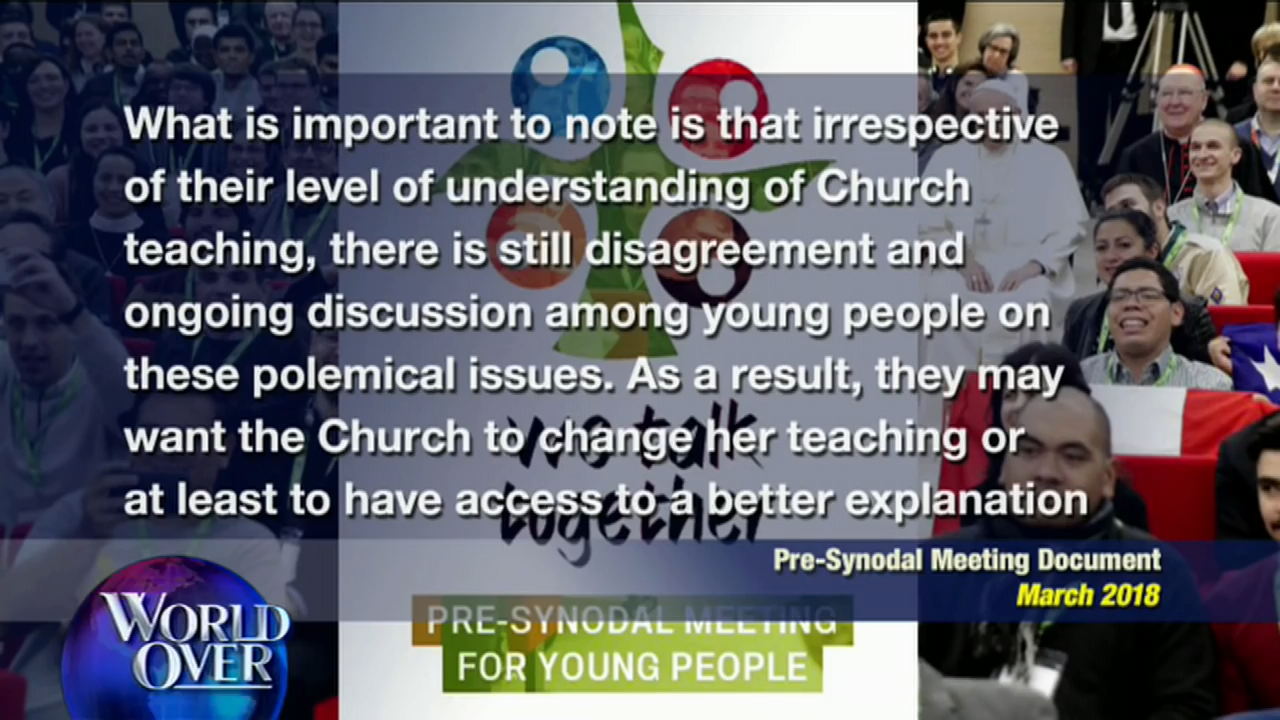 What is important to note is that irrespective
of their level of understanding of Church
teaching, there is still disagreement and
ongoing discussion among young people on
these polemical issues. As a result, they may
want the Church to change her teaching or
at least to have access to a better explanation
we talk
together
Pre-Synodal Meeting Document
March 2018
PRE-SYNODAL MEETING
FOR YOUNG PEOPLE
WORLD
OVER